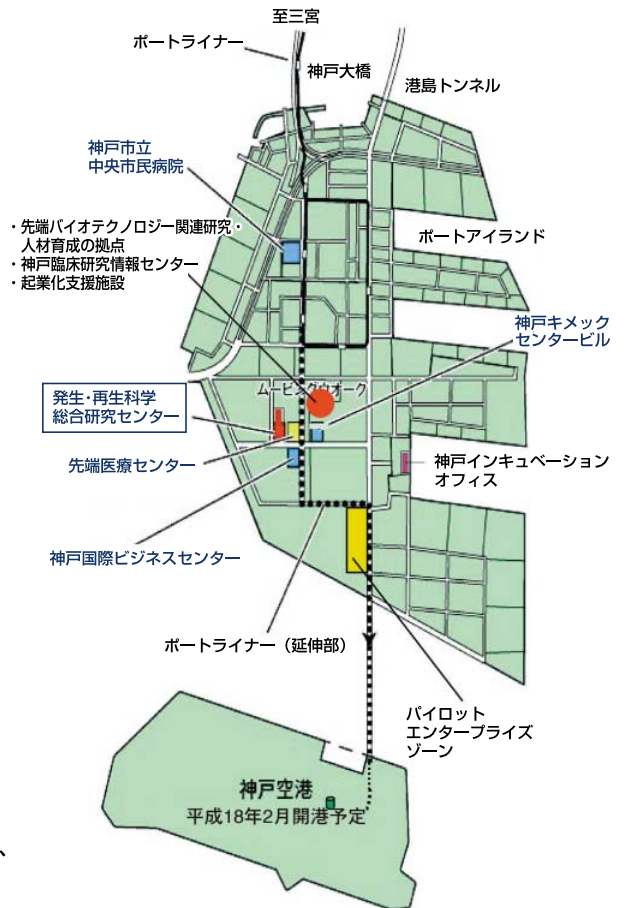 至三宮
ポートライナー
神戸大橋
港島トンネル
神戸市立
中央市民病院
・先端バイオテクノロジー関連研究・
人材育成の拠点
・神戸臨床研究情報センター
・起業化支援施設
ポートアイランド
神戸キメック
センタービル
ムービングウオーク
発生・再生科学
総合研究センター
先端医療センター
神戸インキュベーション
オフィス
神戸国際ビジネスセンター
ポートライナー（延伸部）
パイロット
エンタープライズ
ゾーン
神戸空港
平成18年2月開港予定
、